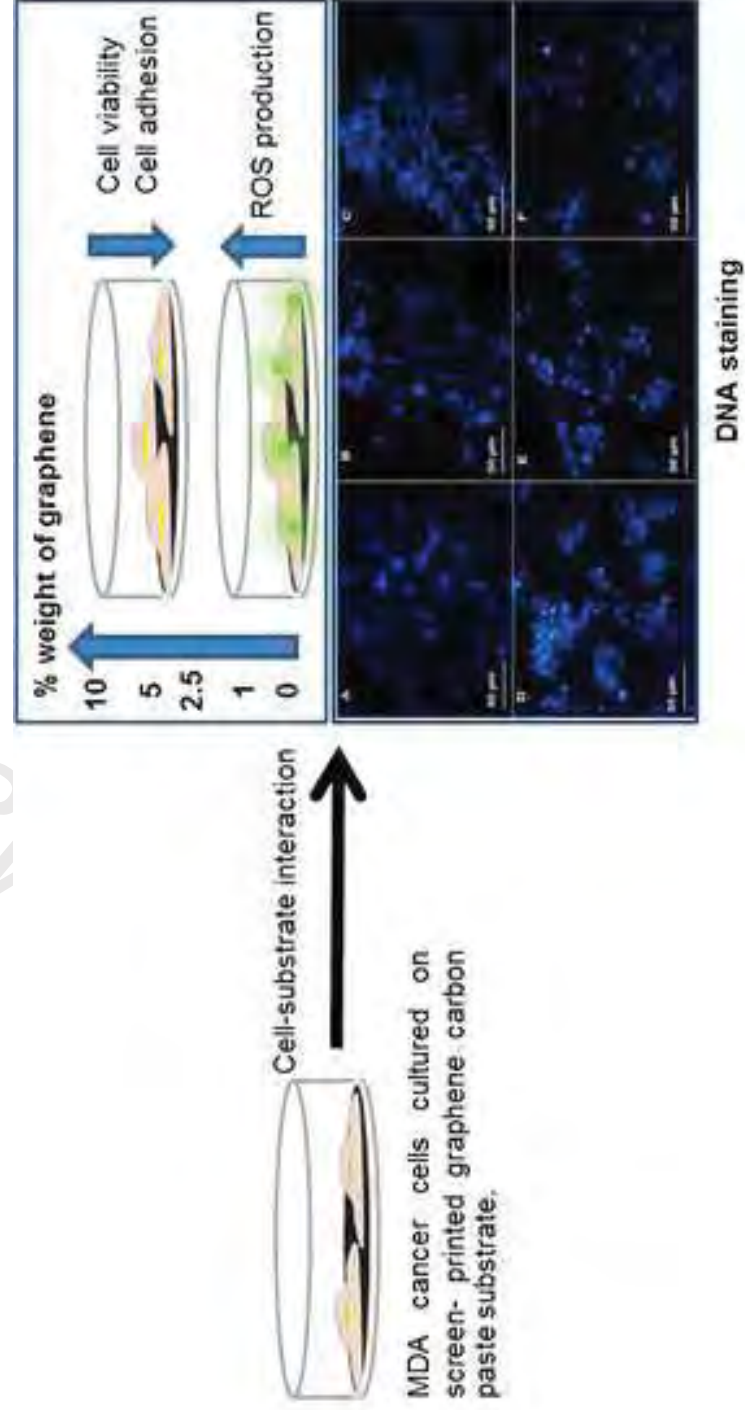 MDA cancer cells cultured on
screen- printed graphene carbon
paste substrate.
Cell-substrate interaction
% weight of graphene
10
5
2.5
1
0
Cell viability
Cell adhesion
ROS production
A
B
C
D
E
F
DNA staining